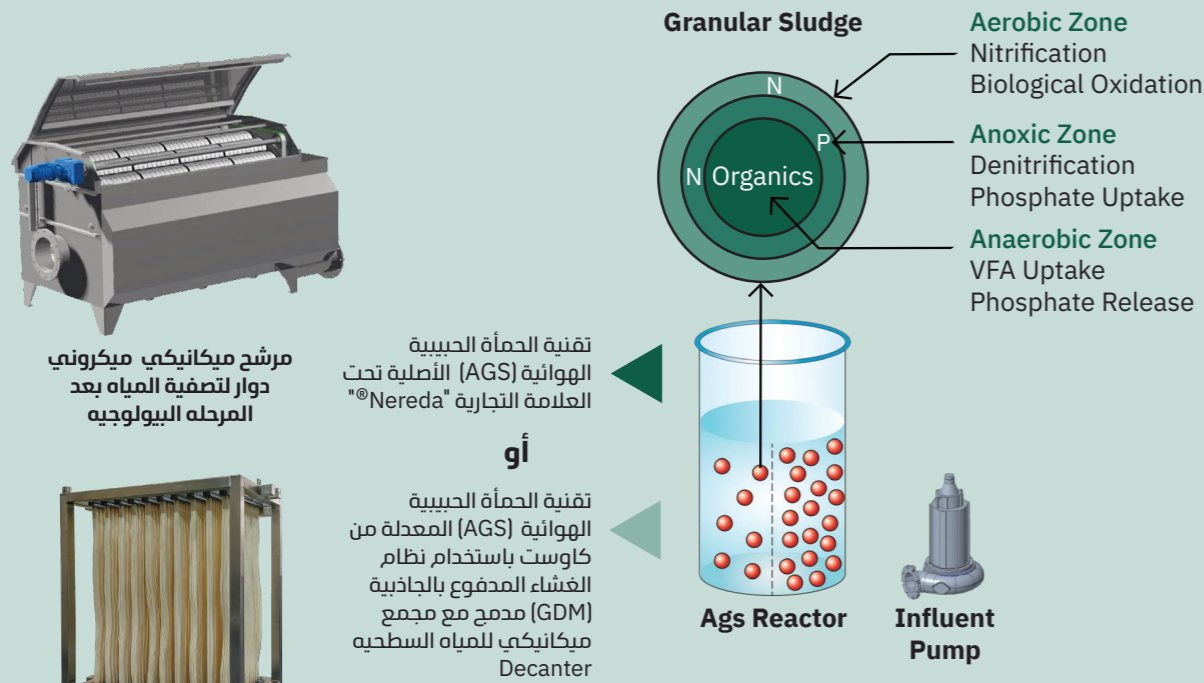 Granular Sludge
Aerobic Zone
Nitrification
Biological Oxidation
N
P
N
Organics
Anoxic Zone
Denitrification
Phosphate Uptake
Anaerobic Zone
VFA Uptake
Phosphate Release
مرشح ميكانيكي ميكروني
دوار لتصفية المياه بعد
المرحله البيولوجيه
تقنية الحمأة الحبيبية
الهوائية (AGS) الأصلية تحت
العلامة التجارية "Nereda®"
أو
تقنية الحمأة الحبيبية
الهوائية (AGS) المعدلة من
كاوست باستخدام نظام
الغشاء المدفوع بالجاذبية
(GDM) مدمج مع مجمع
ميكانيكي للمياه السطحيه
Decanter
Ags Reactor
Influent
Pump